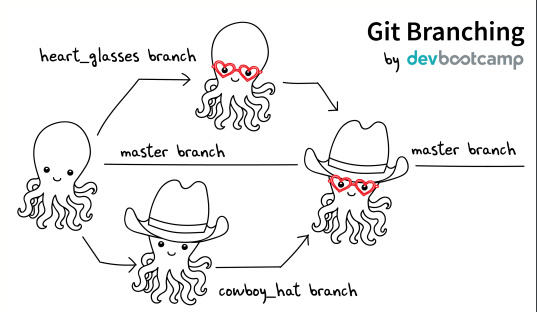 Git Branching
by devbootcamp
heart_glasses branch
master branch
master branch
cowboy_hat branch